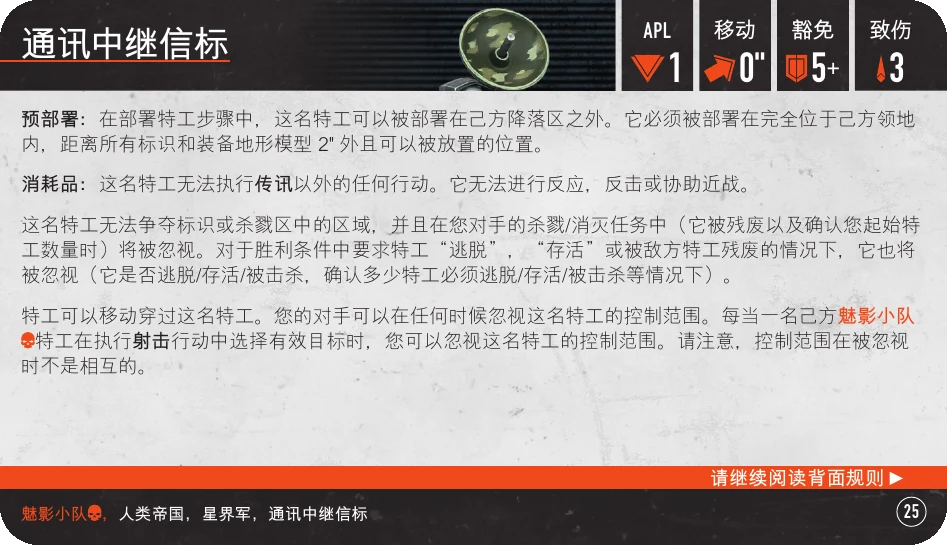 通讯中继信标
APL 移动 豁免 致伤
1 0" 5+ 3
预部署：在部署特工步骤中，这名特工可以被部署在己方降落区之外。它必须被部署在完全位于己方领地
内，距离所有标识和装备地形模型 2" 外且可以被放置的位置。
消耗品：这名特工无法执行传讯以外的任何行动。它无法进行反应，反击或协助近战。
这名特工无法争夺标识或杀戮区中的区域，并且在您对手的杀戮/消灭任务中（它被残废以及确认您起始特
工数量时）将被忽视。对于胜利条件中要求特工“逃脱”，“存活”或被敌方特工残废的情况下，它也将
被忽视（它是否逃脱/存活/被击杀，确认多少特工必须逃脱/存活/被击杀等情况下）。
特工可以移动穿过这名特工。您的对手可以在任何时候忽视这名特工的控制范围。每当一名己方魅影小队
特工在执行射击行动中选择有效目标时，您可以忽视这名特工的控制范围。请注意，控制范围在被忽视
时不是相互的。
请继续阅读背面规则
魅影小队，人类帝国，星界军，通讯中继信标
25